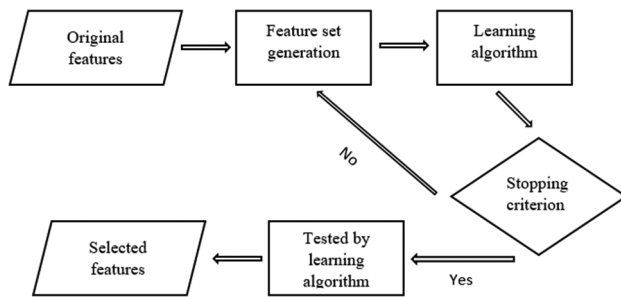 Original
features
Feature set
generation
Learning
algorithm
No
Stopping
criterion
Yes
Tested by
learning
algorithm
Selected
features